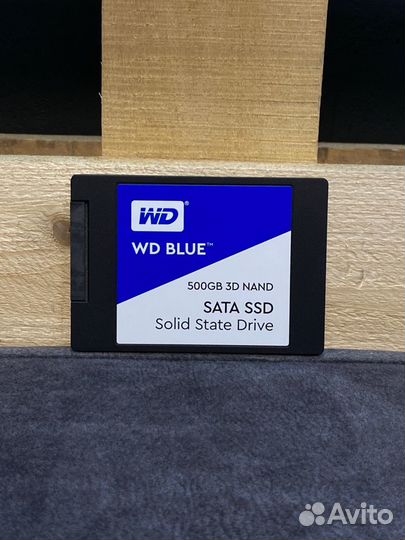 WD®
WD BLUE™
500GB 3D NAND
SATA SSD
Solid State Drive
Avito